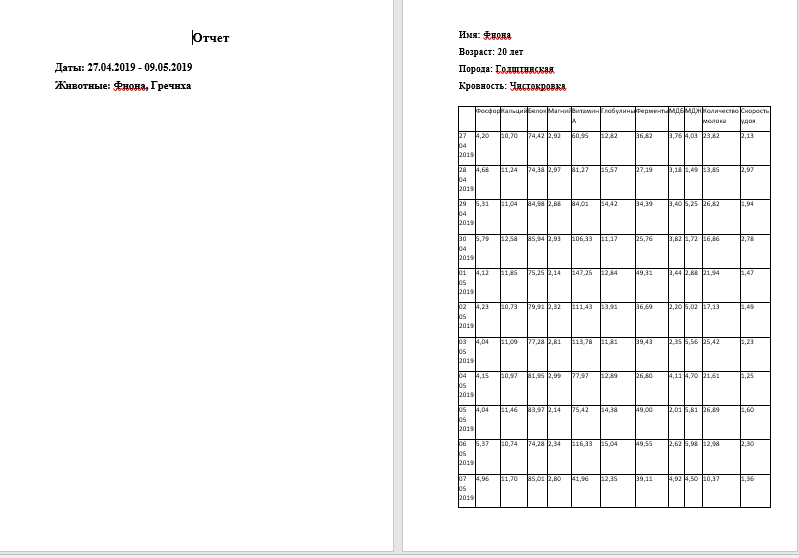 Отчет
Даты: 27.04.2019 - 09.05.2019
Животные: Фиона, Гречиха
Имя: Фиона
Возраст: 20 лет
Порода: Голштинская
Кровность: Чистокровка
Фосфор Кальций Белок Магний Витамин А Глобулины Ферменты МДБ МДЖ Количество молока Скорость удоя
27 04 2019 4,20 10,70 74,42 2,92 60,95 12,82 36,82 3,76 4,03 23,82 2,13
28 04 2019 4,68 11,24 74,38 2,97 81,27 15,57 27,19 3,18 1,49 13,85 2,97
29 04 2019 5,31 11,04 84,98 2,88 84,01 14,42 34,39 3,40 5,25 26,82 1,94
30 04 2019 5,79 12,58 85,94 2,93 106,33 11,17 25,76 3,82 1,72 16,86 2,78
01 05 2019 4,12 11,85 75,25 2,14 147,25 12,84 49,31 3,44 2,88 21,94 1,47
02 05 2019 4,23 10,73 79,91 2,32 111,43 13,91 36,69 2,20 5,02 17,13 1,49
03 05 2019 4,04 11,09 77,28 2,81 113,78 11,81 39,43 2,35 5,56 25,42 1,23
04 05 2019 4,15 10,97 81,95 2,99 77,97 12,89 26,80 4,11 4,70 21,61 1,25
05 05 2019 4,04 11,46 83,97 2,14 75,42 14,38 49,00 2,01 5,81 26,89 1,60
06 05 2019 5,37 10,74 74,28 2,34 116,33 15,04 49,55 2,62 5,98 12,98 2,30
07 05 2019 4,96 11,70 85,01 2,80 41,96 12,35 39,11 4,92 4,50 10,37 1,36